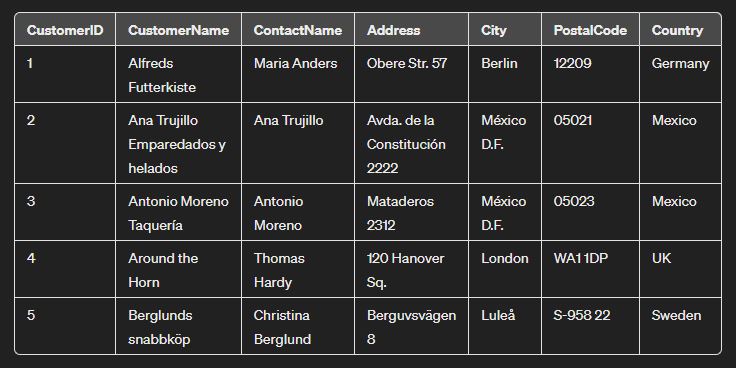 CustomerID CustomerName ContactName Address City PostalCode Country
1 Alfreds Maria Anders Obere Str. 57 Berlin 12209 Germany
Futterkiste
2 Ana Trujillo Ana Trujillo Avda. de la México 05021 Mexico
Emparedados y Constitución D.F.
helados 2222
3 Antonio Moreno Antonio Mataderos México 05023 Mexico
Taquería Moreno 2312 D.F.
4 Around the Thomas 120 Hanover London WA1 1DP UK
Horn Hardy Sq.
5 Berglunds Christina Berguvsvägen Luleå S-958 22 Sweden
snabbköp Berglund 8